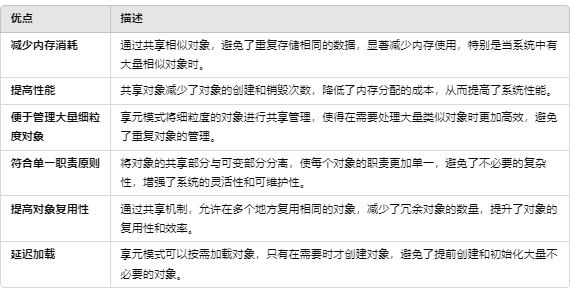 优点 描述
减少内存消耗 通过共享相似对象，避免了重复存储相同的数据，显著减少内存使用，特别是当系统中有
大量相似对象时。
提高性能 共享对象减少了对象的创建和销毁次数，降低了内存分配的成本，从而提高了系统性能。
便于管理大量细粒 享元模式将细粒度的对象进行共享管理，使得在需要处理大量类似对象时更加高效，避免
度对象 了重复对象的管理。
符合单一职责原则 将对象的共享部分与可变部分分离，使每个对象的职责更加单一，避免了不必要的复杂
性，增强了系统的灵活性和可维护性。
提高对象复用性 通过共享机制，允许在多个地方复用相同的对象，减少了冗余对象的数量，提升了对象的
复用性和效率。
延迟加载 享元模式可以按需加载对象，只有在需要时才创建对象，避免了提前创建和初始化大量不
必要的对象。